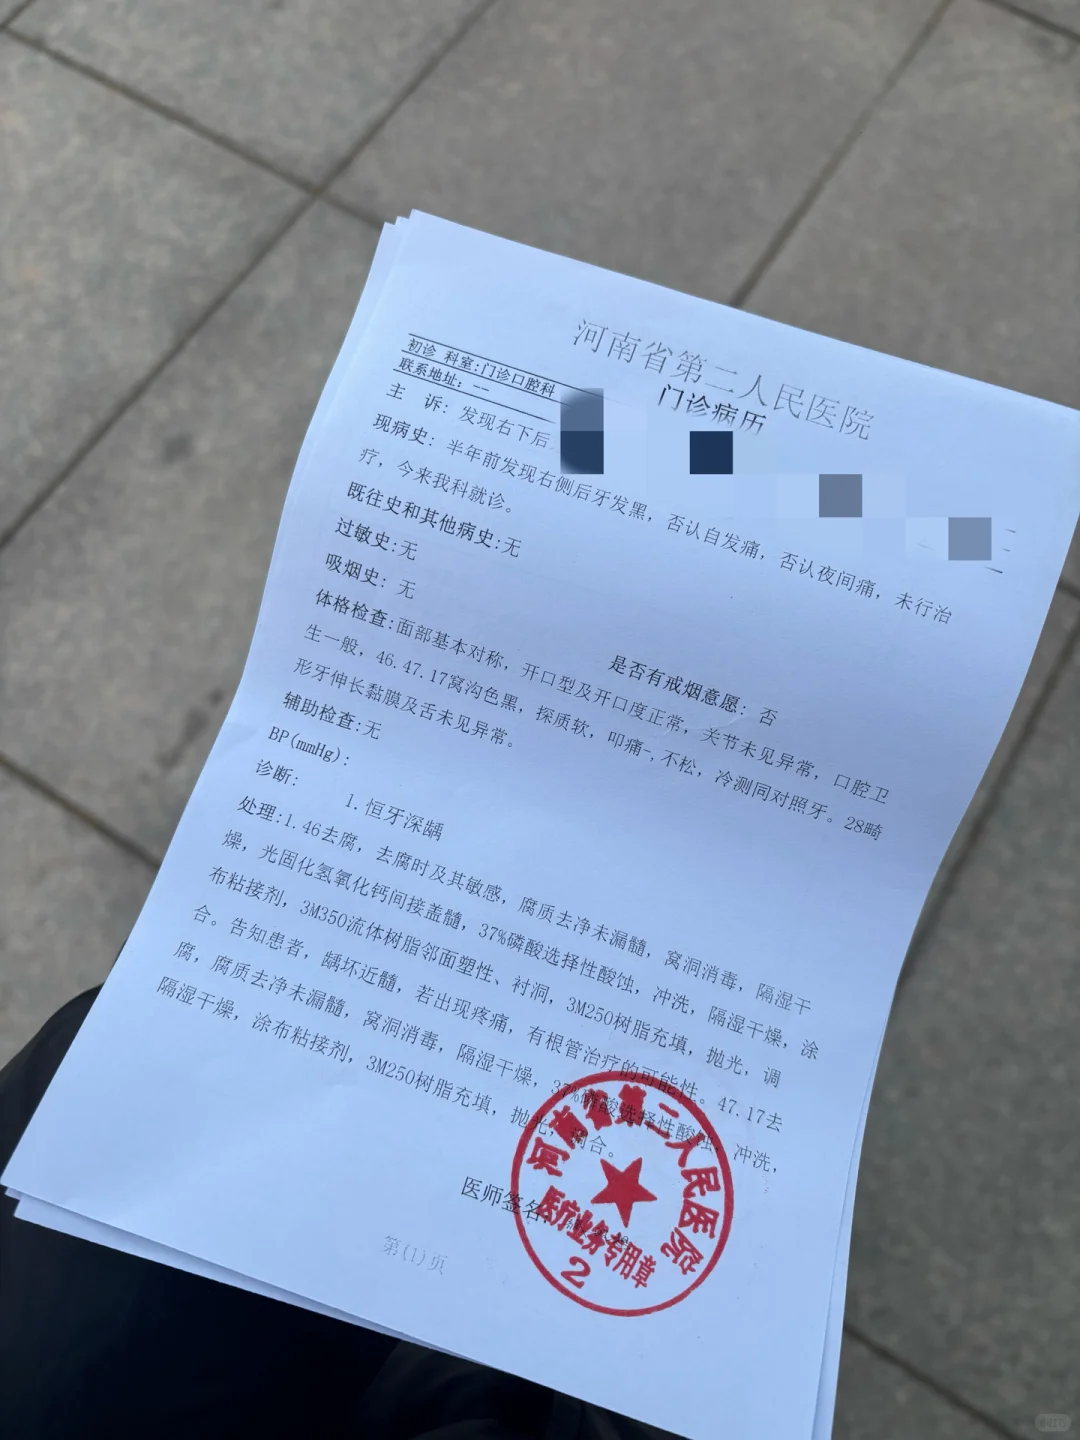 河南省第二人民医院
门诊病历
初诊 科室:门诊口腔科
联系地址: --
主 诉: 发现右下后
现病史: 半年前发现右侧后牙发黑, 否认自发痛, 否认夜间痛, 未行治
疗, 今来我科就诊。
既往史和其他病史:无
过敏史:无
吸烟史: 无 是否有戒烟意愿: 否
体格检查:面部基本对称, 开口型及开口度正常, 关节未见异常, 口腔卫
生一般, 46.47.17窝沟色黑, 探质软, 叩痛-, 不松, 冷测同对照牙。28畸
形牙伸长黏膜及舌未见异常。
辅助检查:无
BP(mmHg):
诊断: 1.恒牙深龋
处理:1.46去腐, 去腐时及其敏感, 腐质去净未漏髓, 窝洞消毒, 隔湿干
燥, 光固化氢氧化钙间接盖髓, 37%磷酸选择性酸蚀, 冲洗, 隔湿干燥, 涂
布粘接剂, 3M350流体树脂邻面塑性、衬洞, 3M250树脂充填, 抛光, 调
合。告知患者, 龋坏近髓, 若出现疼痛, 有根管治疗的可能性。47.17去
腐, 腐质去净未漏髓, 窝洞消毒, 隔湿干燥, 37%磷酸选择性酸蚀, 冲洗,
隔湿干燥, 涂布粘接剂, 3M250树脂充填, 抛光, 调合。
医师签名
河南省第二人民医院
医疗业务专用章
2
第(1)页